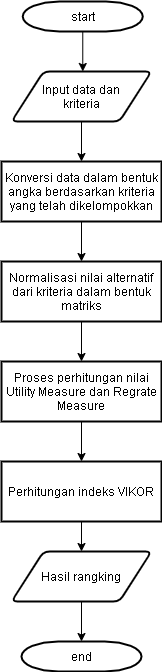 start
Input data dan
kriteria
Konversi data dalam bentuk
angka berdasarkan kriteria
yang telah dikelompokkan
Normalisasi nilai alternatif
dari kriteria dalam bentuk
matriks
Proses perhitungan nilai
Utility Measure dan Regrate
Measure
Perhitungan indeks VIKOR
Hasil rangking
end